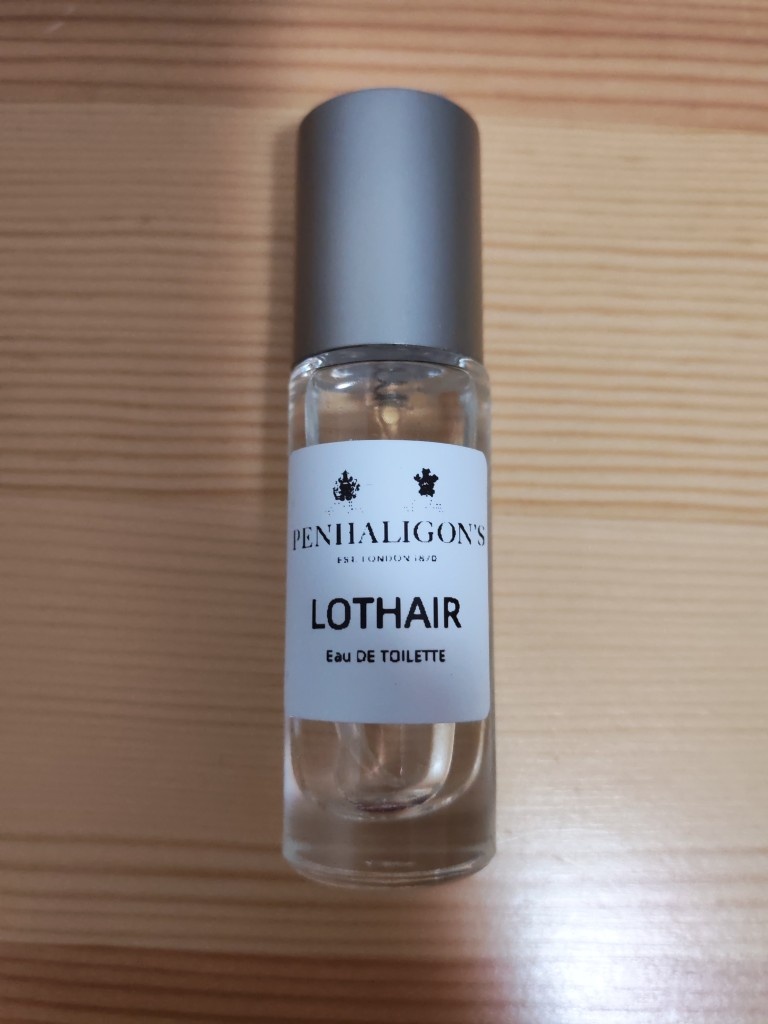 PENHALIGON'S
EST. LONDON 1870
LOTHAIR
Eau DE TOILETTE